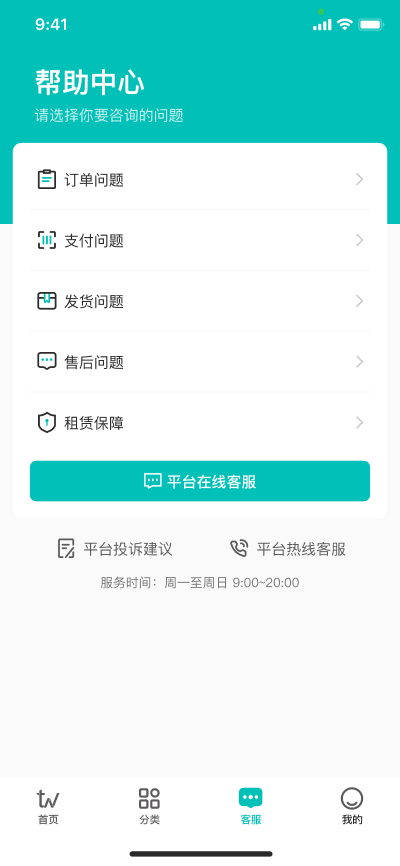 9:41
帮助中心
请选择你要咨询的问题
订单问题
支付问题
发货问题
售后问题
租赁保障
平台在线客服
平台投诉建议 平台热线客服
服务时间：周一至周日 9:00~20:00
首页 分类 客服 我的